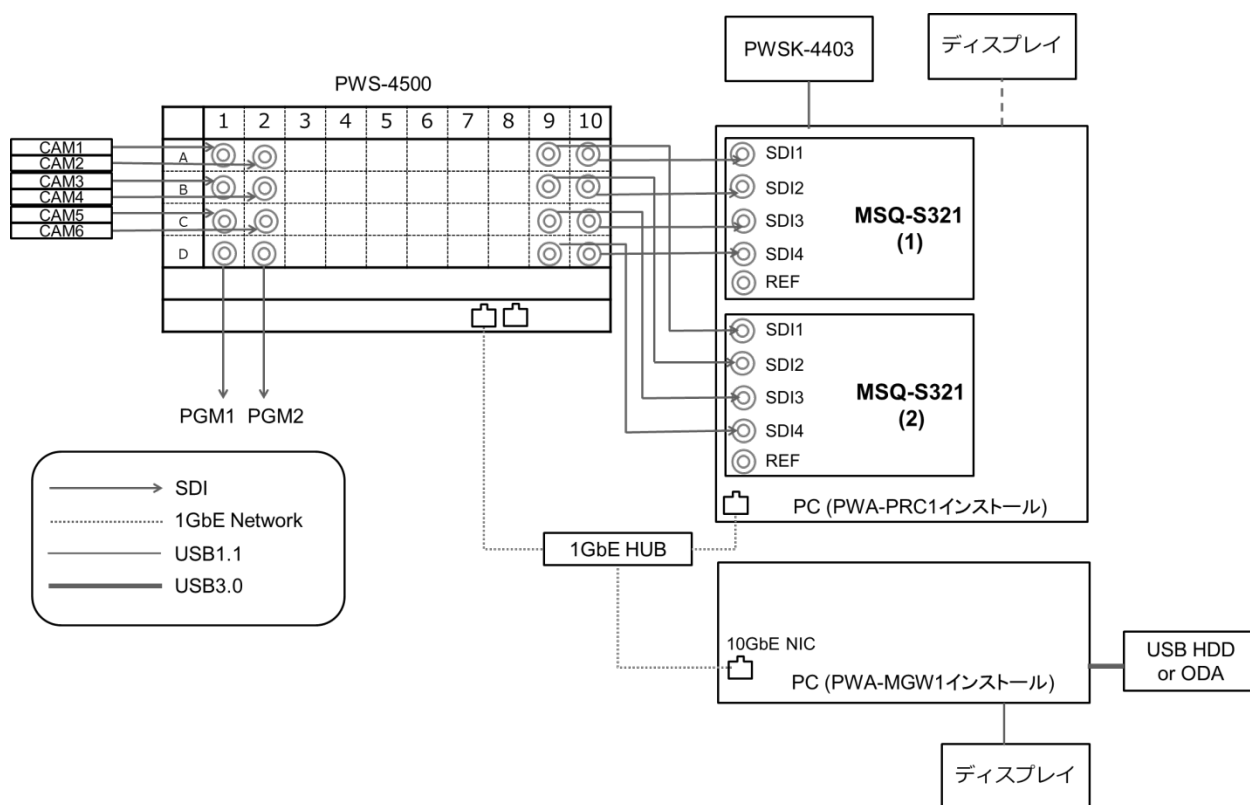 PWSK-4403
ディスプレイ
PWS-4500
1 2 3 4 5 6 7 8 9 10
CAM1
CAM2
CAM3
CAM4
CAM5
CAM6
A
B
C
D
SDI1
SDI2
SDI3
SDI4
REF
MSQ-S321
(1)
SDI1
SDI2
SDI3
SDI4
REF
MSQ-S321
(2)
PC (PWA-PRC1インストール)
PGM1 PGM2
SDI
1GbE Network
USB1.1
USB3.0
1GbE HUB
10GbE NIC
PC (PWA-MGW1インストール)
USB HDD
or ODA
ディスプレイ